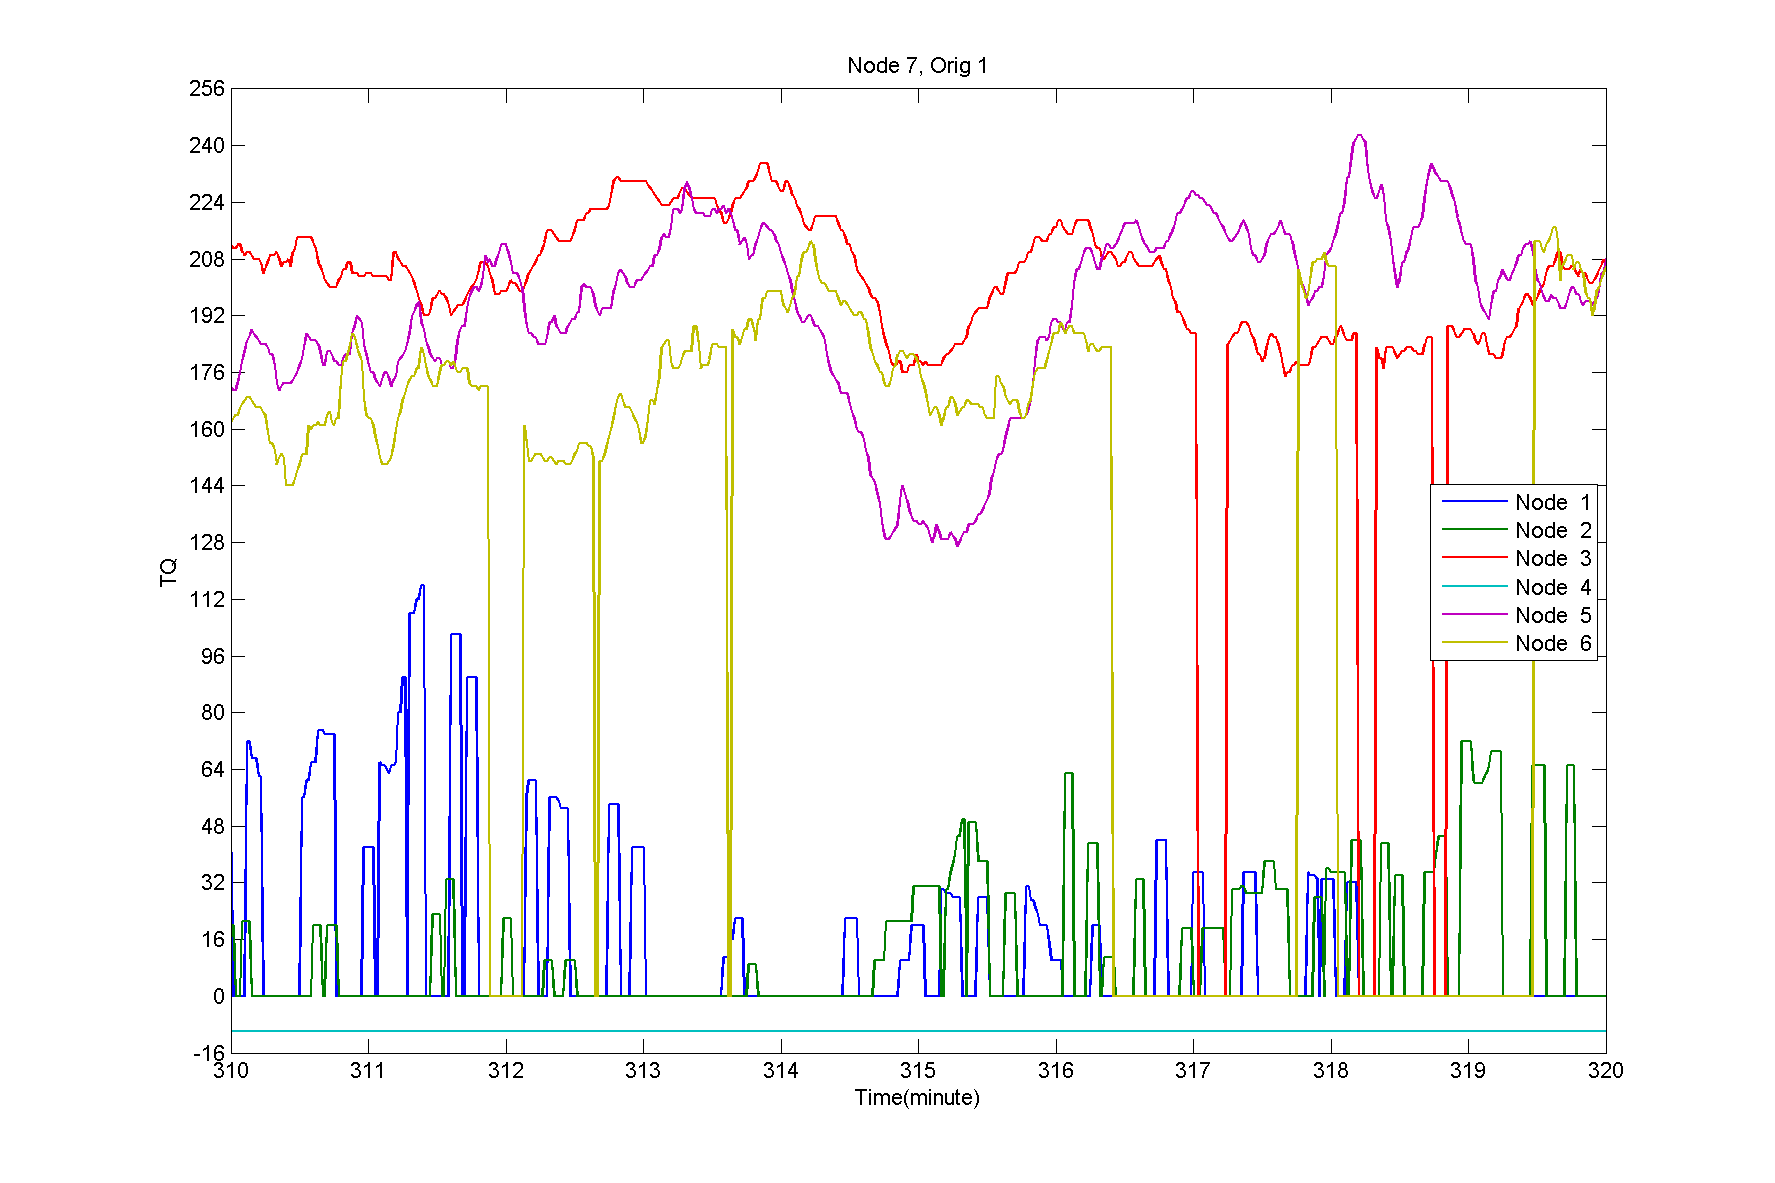 Node 7, Orig 1
256
240
224
208
192
176
160
144
128
112
96
80
64
48
32
16
0
-16
TQ
Node 1
Node 2
Node 3
Node 4
Node 5
Node 6
310 311 312 313 314 315 316 317 318 319 320
Time(minute)